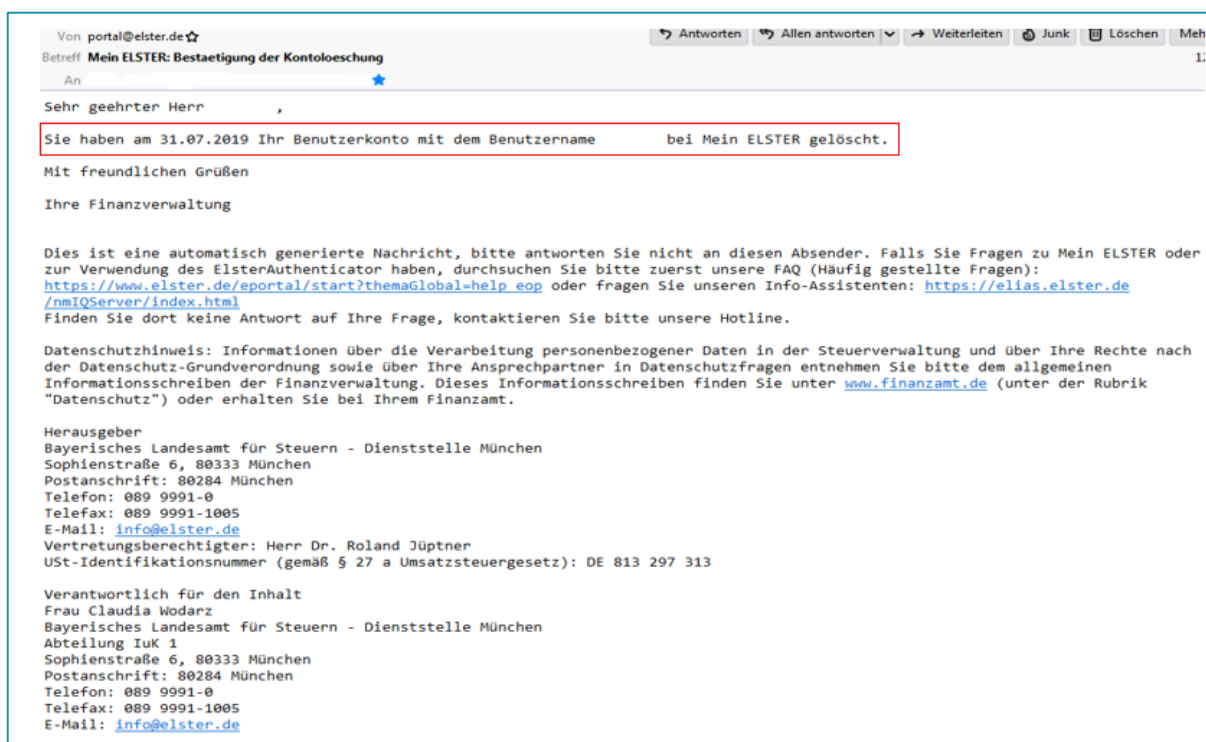 Von portal@elster.de
Antworten Allen antworten Weiterleiten Junk Löschen
Betreff Mein ELSTER: Bestaetigung der Kontoloeschung
An
Sehr geehrter Herr ,
Sie haben am 31.07.2019 Ihr Benutzerkonto mit dem Benutzername bei Mein ELSTER gelöscht.
Mit freundlichen Grüßen
Ihre Finanzverwaltung
Dies ist eine automatisch generierte Nachricht, bitte antworten Sie nicht an diesen Absender. Falls Sie Fragen zu Mein ELSTER oder
zur Verwendung des ElsterAuthenticator haben, durchsuchen Sie bitte zuerst unsere FAQ (Häufig gestellte Fragen):
https://www.elster.de/eportal/start?themaGlobal=help_eop oder fragen Sie unseren Info-Assistenten: https://elias.elster.de
/nmIQServer/index.html
Finden Sie dort keine Antwort auf Ihre Frage, kontaktieren Sie bitte unsere Hotline.
Datenschutzhinweis: Informationen über die Verarbeitung personenbezogener Daten in der Steuerverwaltung und über Ihre Rechte nach
der Datenschutz-Grundverordnung sowie über Ihre Ansprechpartner in Datenschutzfragen entnehmen Sie bitte dem allgemeinen
Informationsschreiben der Finanzverwaltung. Dieses Informationsschreiben finden Sie unter www.finanzamt.de (unter der Rubrik
"Datenschutz") oder erhalten Sie bei Ihrem Finanzamt.
Herausgeber
Bayerisches Landesamt für Steuern - Dienststelle München
Sophienstraße 6, 80333 München
Postanschrift: 80284 München
Telefon: 089 9991-0
Telefax: 089 9991-1005
E-Mail: info@elster.de
Vertretungsberechtigter: Herr Dr. Roland Jüptner
USt-Identifikationsnummer (gemäß § 27 a Umsatzsteuergesetz): DE 813 297 313
Verantwortlich für den Inhalt
Frau Claudia Wodarz
Bayerisches Landesamt für Steuern - Dienststelle München
Abteilung IuK 1
Sophienstraße 6, 80333 München
Postanschrift: 80284 München
Telefon: 089 9991-0
Telefax: 089 9991-1005
E-Mail: info@elster.de